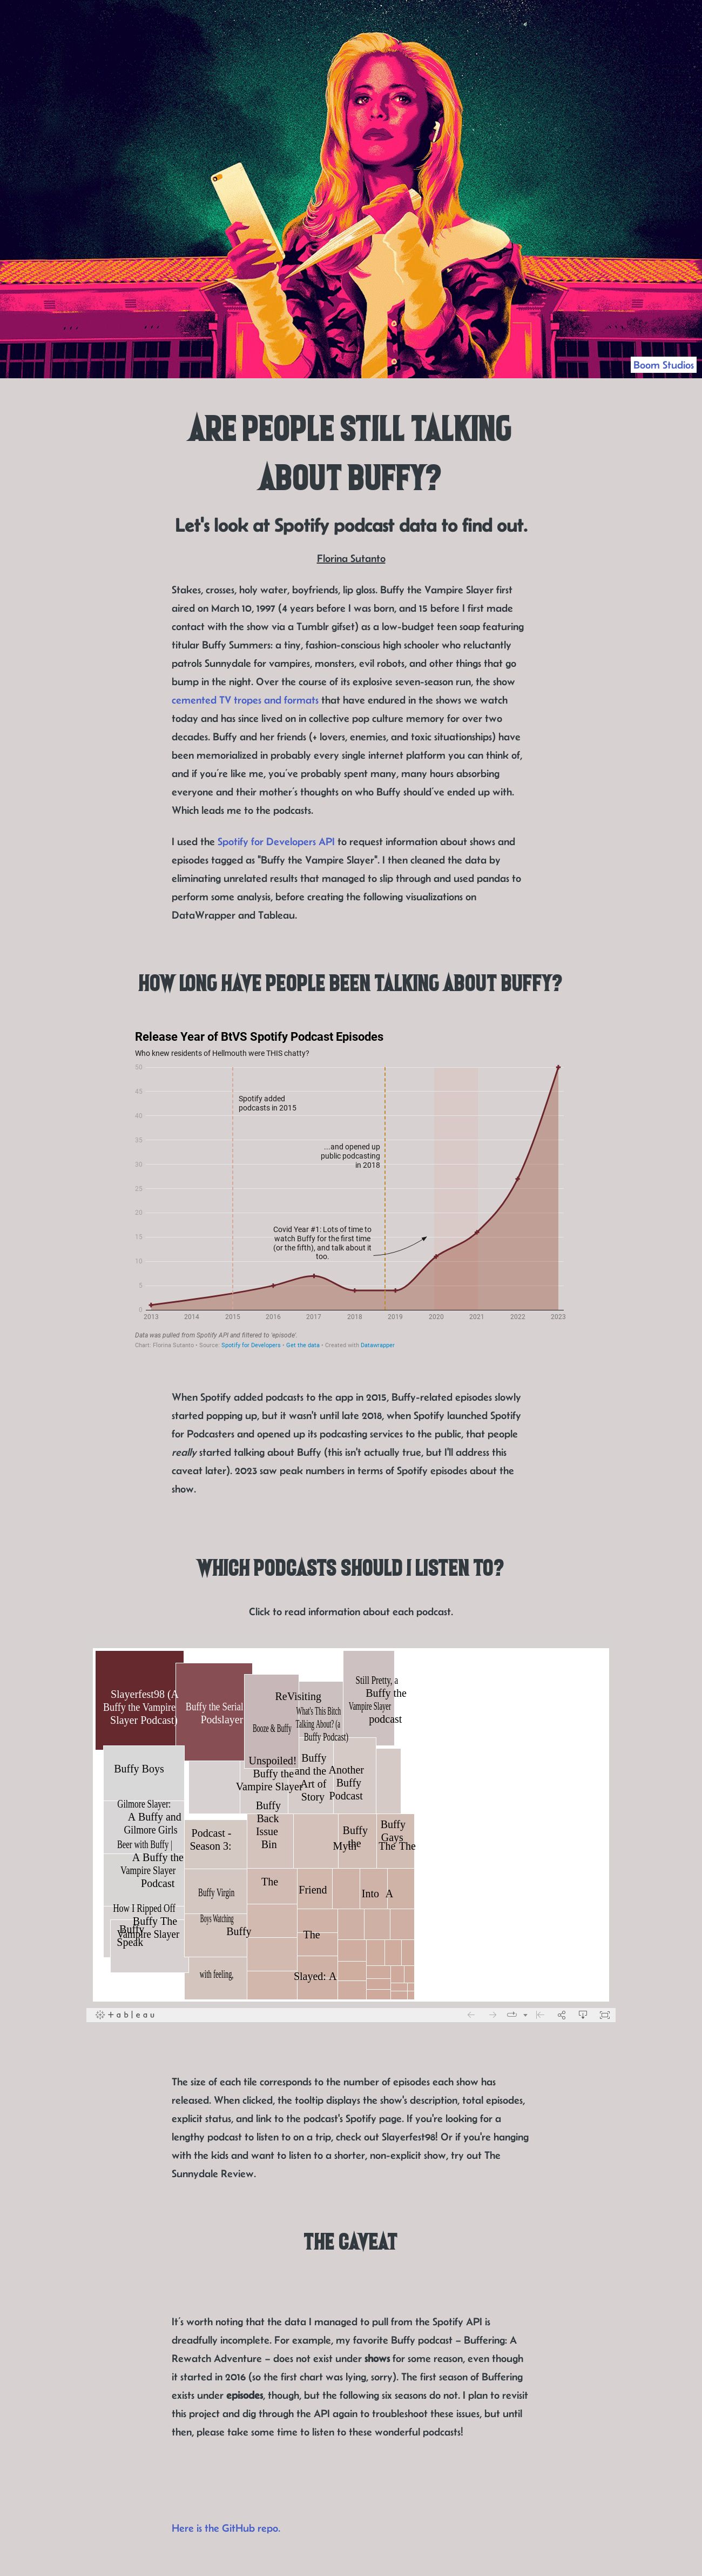 Boom Studios
ARE PEOPLE STILL TALKING
ABOUT BUFFY?
Let's look at Spotify podcast data to find out.
Florina Sutanto
Stakes, crosses, holy water, boyfriends, lip gloss. Buffy the Vampire Slayer first
aired on March 10, 1997 (4 years before I was born, and 15 before I first made
contact with the show via a Tumblr gifset) as a low-budget teen soap featuring
titular Buffy Summers: a tiny, fashion-conscious high schooler who reluctantly
patrols Sunnydale for vampires, monsters, evil robots, and other things that go
bump in the night. Over the course of its explosive seven-season run, the show
cemented TV tropes and formats that have endured in the shows we watch
today and has since lived on in collective pop culture memory for over two
decades. Buffy and her friends (+ lovers, enemies, and toxic situationships) have
been memorialized in probably every single internet platform you can think of,
and if you're like me, you've probably spent many, many hours absorbing
everyone and their mother's thoughts on who Buffy should've ended up with.
Which leads me to the podcasts.
I used the Spotify for Developers API to request information about shows and
episodes tagged as "Buffy the Vampire Slayer". I then cleaned the data by
eliminating unrelated results that managed to slip through and used pandas to
perform some analysis, before creating the following visualizations on
DataWrapper and Tableau.
HOW LONG HAVE PEOPLE BEEN TALKING ABOUT BUFFY?
Release Year of BtVS Spotify Podcast Episodes
Who knew residents of Hellmouth were THIS chatty?
50
45
40
35
30
25
20
15
10
5
0
Spotify added
podcasts in 2015
...and opened up
public podcasting
in 2018
Covid Year #1: Lots of time to
watch Buffy for the first time
(or the fifth), and talk about it
too.
2013 2014 2015 2016 2017 2018 2019 2020 2021 2022 2023
Data was pulled from Spotify API and filtered to 'episode'.
Chart: Florina Sutanto • Source: Spotify for Developers • Get the data • Created with Datawrapper
When Spotify added podcasts to the app in 2015, Buffy-related episodes slowly
started popping up, but it wasn't until late 2018, when Spotify launched Spotify
for Podcasters and opened up its podcasting services to the public, that people
really started talking about Buffy (this isn't actually true, but I'll address this
caveat later). 2023 saw peak numbers in terms of Spotify episodes about the
show.
WHICH PODCASTS SHOULD I LISTEN TO?
Click to read information about each podcast.
Slayerfest98 (A
Buffy the Vampire
Slayer Podcast)
Buffy the Serial
Podslayer
Booze & Buffy
ReVisiting
What's This Bitch
Talking About? (a
Buffy Podcast)
Still Pretty, a
Buffy the
Vampire Slayer
podcast
Buffy Boys
Unspoiled!
Buffy the
Vampire Slayer
Buffy
and the
Art of
Story
Another
Buffy
Podcast
Gilmore Slayer:
A Buffy and
Gilmore Girls
Beer with Buffy |
A Buffy the
Vampire Slayer
Podcast
How I Ripped Off
Buffy The
Vampire Slayer
Buffy
Speak
Podcast -
Season 3:
Buffy
Back
Issue
Bin
Buffy
the
Myth
Buffy
Gays
The The
Buffy Virgin
The
Friend
Into A
Boys Watching
Buffy
The
with feeling,
Slayed: A
+ableau
The size of each tile corresponds to the number of episodes each show has
released. When clicked, the tooltip displays the show's description, total episodes,
explicit status, and link to the podcast's Spotify page. If you're looking for a
lengthy podcast to listen to on a trip, check out Slayerfest98! Or if you're hanging
with the kids and want to listen to a shorter, non-explicit show, try out The
Sunnydale Review.
THE CAVEAT
It's worth noting that the data I managed to pull from the Spotify API is
dreadfully incomplete. For example, my favorite Buffy podcast – Buffering: A
Rewatch Adventure – does not exist under shows for some reason, even though
it started in 2016 (so the first chart was lying, sorry). The first season of Buffering
exists under episodes, though, but the following six seasons do not. I plan to revisit
this project and dig through the API again to troubleshoot these issues, but until
then, please take some time to listen to these wonderful podcasts!
Here is the GitHub repo.